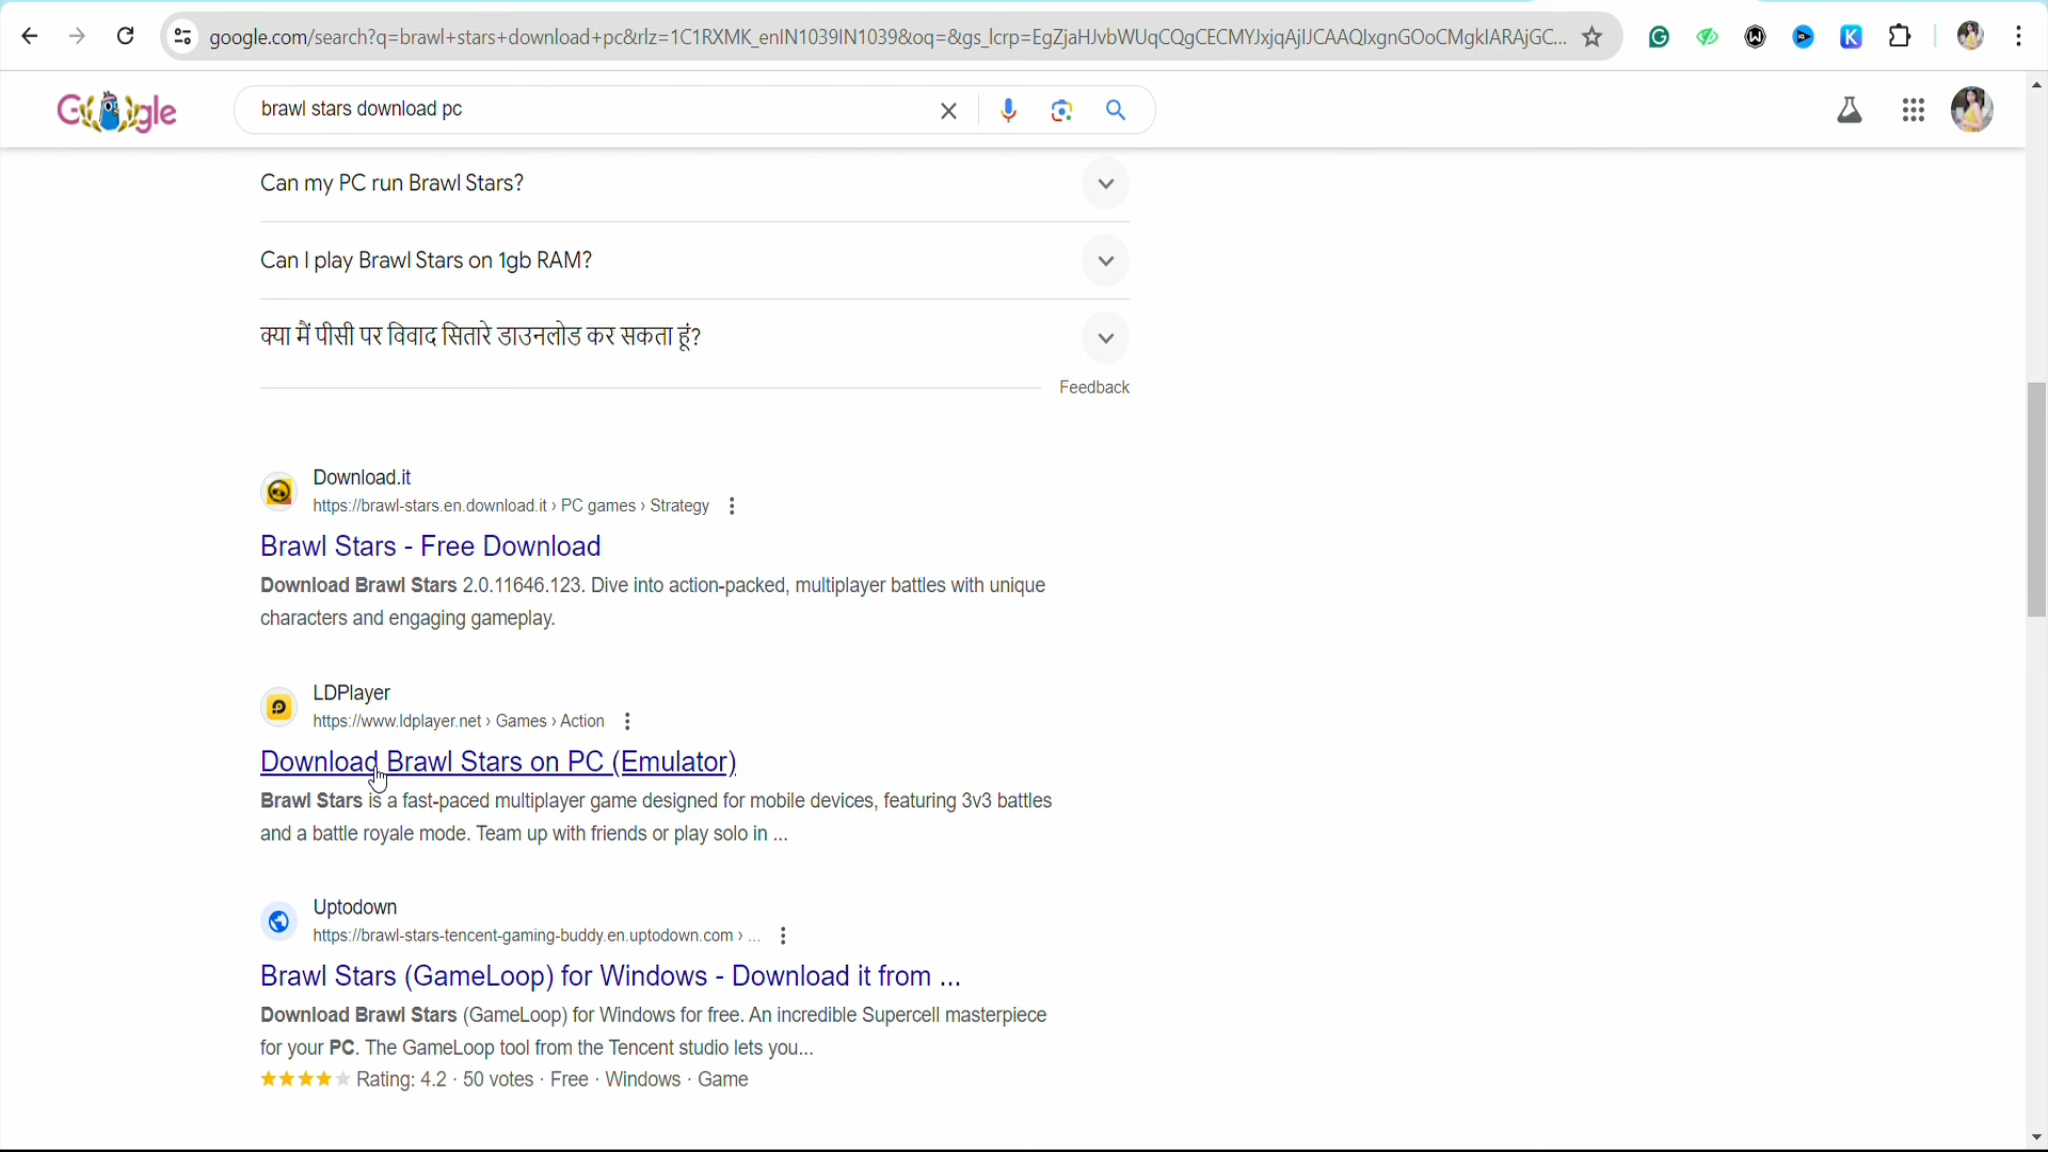 google.com/search?q=brawl+stars+download+pc&rlz=1C1RXMK_enIN1039IN1039&oq=&gs_lcrp=EgZjaHJvbWUqCQgCECMYJxjqAjIJCAAQIxgnGOoCMgkIARAjGC...
Google
brawl stars download pc
Can my PC run Brawl Stars?
Can I play Brawl Stars on 1gb RAM?
क्या मैं पीसी पर विवाद सितारे डाउनलोड कर सकता हूं?
Feedback
Download.it
https://brawl-stars.en.download.it › PC games › Strategy
Brawl Stars - Free Download
Download Brawl Stars 2.0.11646.123. Dive into action-packed, multiplayer battles with unique
characters and engaging gameplay.
LDPlayer
https://www.ldplayer.net › Games › Action
Download Brawl Stars on PC (Emulator)
Brawl Stars is a fast-paced multiplayer game designed for mobile devices, featuring 3v3 battles
and a battle royale mode. Team up with friends or play solo in ...
Uptodown
https://brawl-stars-tencent-gaming-buddy.en.uptodown.com › ...
Brawl Stars (GameLoop) for Windows - Download it from ...
Download Brawl Stars (GameLoop) for Windows for free. An incredible Supercell masterpiece
for your PC. The GameLoop tool from the Tencent studio lets you...
Rating: 4.2 · 50 votes · Free · Windows · Game